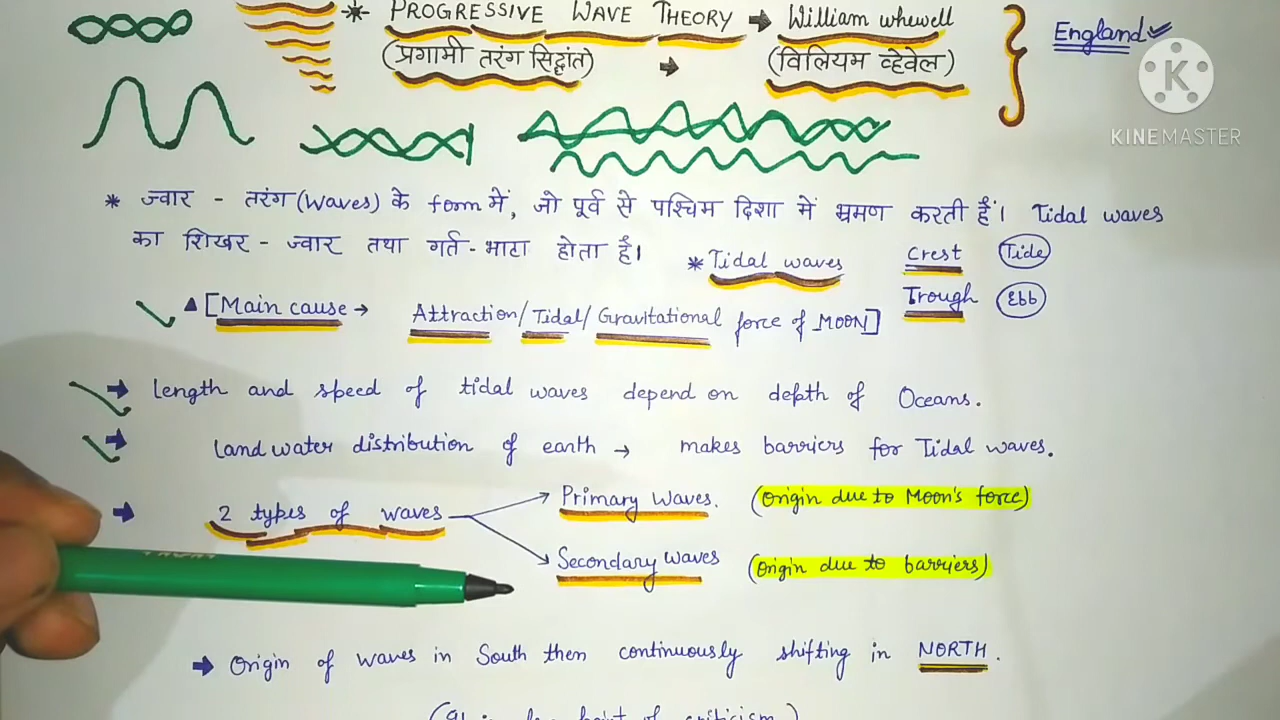 * PROGRESSIVE WAVE THEORY → William whewell
England
(प्रगामी तरंग सिद्धांत) → (विलियम व्हेवेल)
K
KINEMASTER
* ज्वार - तरंग (Waves) के form में, जो पूर्व से पश्चिम दिशा में भ्रमण करती हैं। Tidal waves
का शिखर - ज्वार तथा गर्त - भाटा होता है।
* Tidal waves Crest Tide
Trough Ebb
[Main cause → Attraction/Tidal/Gravitational force of MOON]
→ Length and speed of tidal waves depend on depth of Oceans.
→ Land water distribution of earth → makes barriers for Tidal waves.
→ 2 types of waves
Primary Waves. (Origin due to Moon's force)
Secondary Waves (Origin due to barriers)
→ Origin of waves in South then continuously shifting in NORTH.
point of criticism)